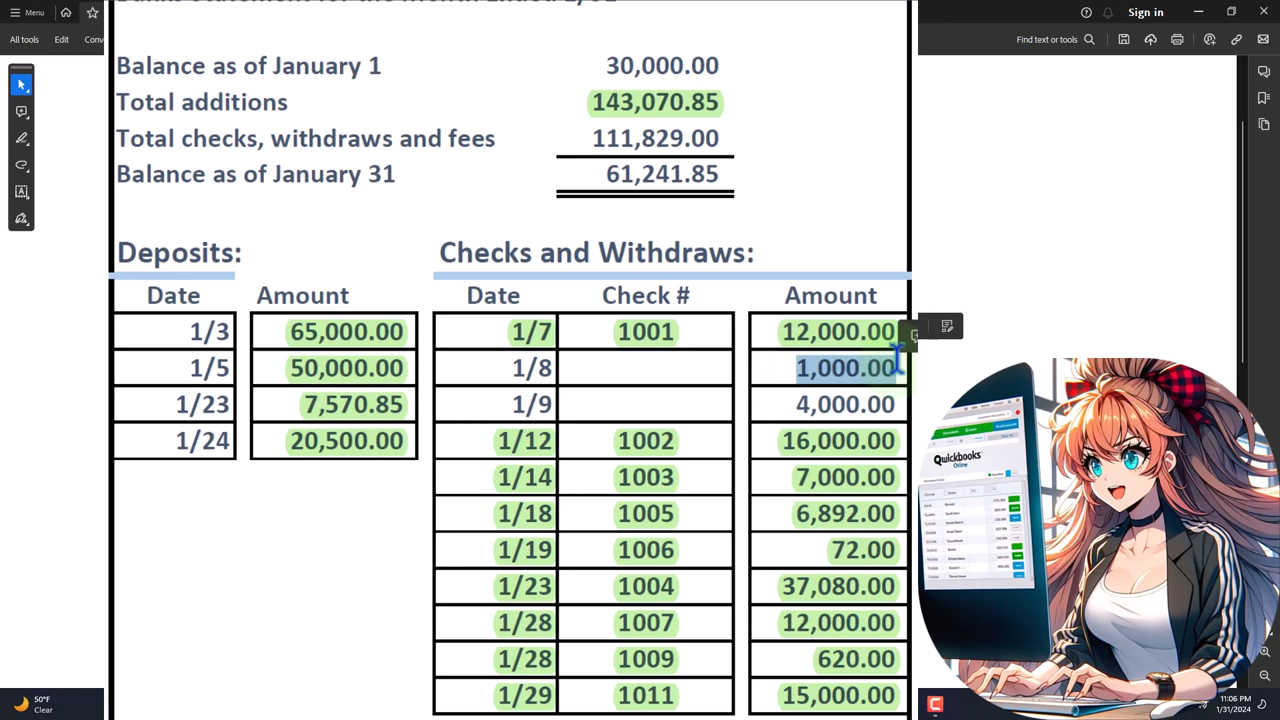 Menu
Sign in
All tools Edit Conv
Find text or tools
Balance as of January 1 30,000.00
Total additions 143,070.85
Total checks, withdraws and fees 111,829.00
Balance as of January 31 61,241.85
Deposits: Checks and Withdraws:
Date Amount Date Check # Amount
1/3 65,000.00 1/7 1001 12,000.00
1/5 50,000.00 1/8 1,000.00
1/23 7,570.85 1/9 4,000.00
1/24 20,500.00 1/12 1002 16,000.00
1/14 1003 7,000.00
1/18 1005 6,892.00
1/19 1006 72.00
1/23 1004 37,080.00
1/28 1007 12,000.00
1/28 1009 620.00
1/29 1011 15,000.00
Quickbooks
Online
50°F
Clear
11:06 PM
1/31/2024